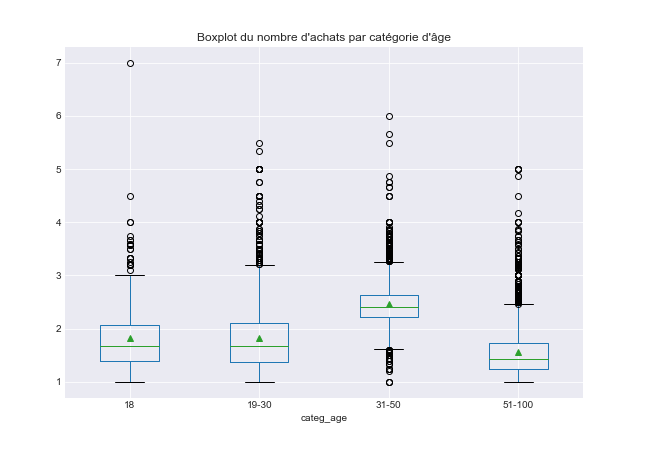 Boxplot du nombre d'achats par catégorie d'âge
7
6
5
4
3
2
1
18 19-30 31-50 51-100
categ_age